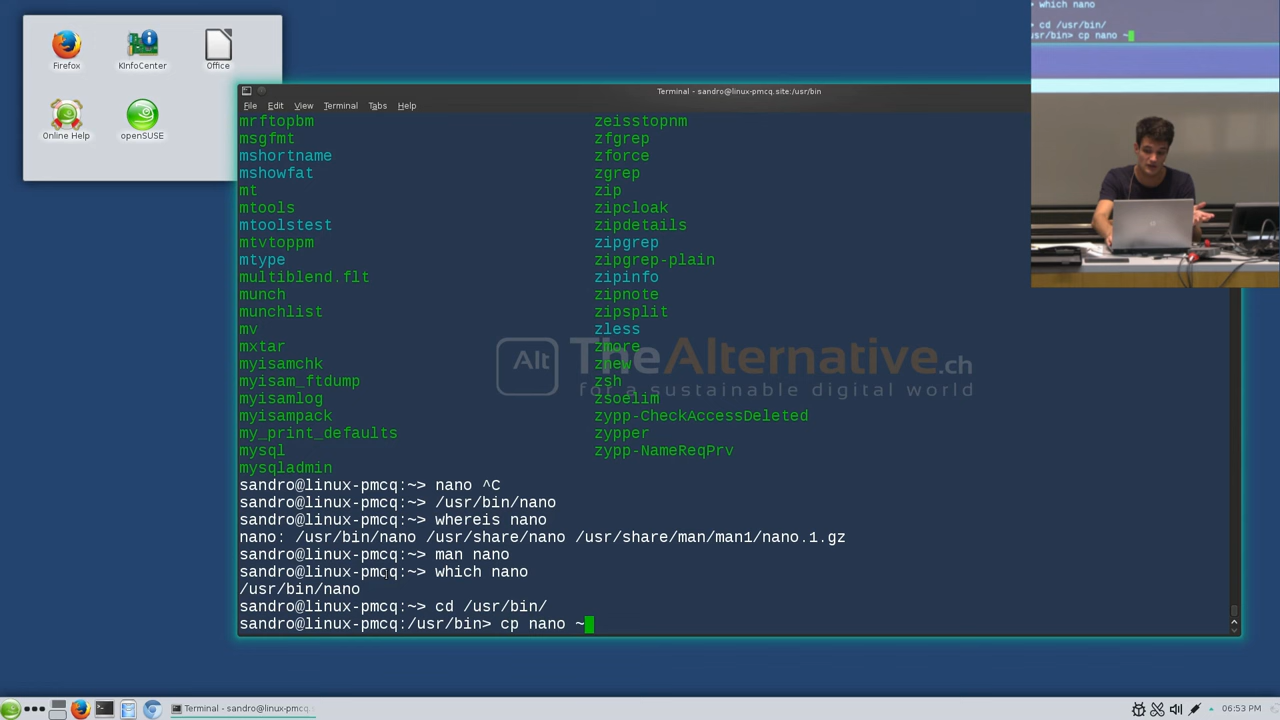 which nano
cd /usr/bin/
usr/bin> cp nano ~
Firefox
KInfoCenter
Office
Online Help
openSUSE
Terminal - sandro@linux-pmcq.site:/usr/bin
File Edit View Terminal Tabs Help
mrftopbm zeisstopnm
msgfmt zfgrep
mshortname zforce
mshowfat zgrep
mt zip
mtools zipcloak
mtoolstest zipdetails
mtvtoppm zipgrep
mtype zipgrep-plain
multiblend.flt zipinfo
munch zipnote
munchlist zipsplit
mv zless
mxtar zmore
myisamchk znew
myisam_ftdump zsh
myisamlog zsoelim
myisampack zypp-CheckAccessDeleted
my_print_defaults zypper
mysql zypp-NameReqPrv
mysqladmin
Alt TheAlternative.ch
for a sustainable digital world
sandro@linux-pmcq:~> nano ^C
sandro@linux-pmcq:~> /usr/bin/nano
sandro@linux-pmcq:~> whereis nano
nano: /usr/bin/nano /usr/share/nano /usr/share/man/man1/nano.1.gz
sandro@linux-pmcq:~> man nano
sandro@linux-pmcq:~> which nano
/usr/bin/nano
sandro@linux-pmcq:~> cd /usr/bin/
sandro@linux-pmcq:/usr/bin> cp nano ~
Terminal - sandro@linux-pmcq.
06:53 PM